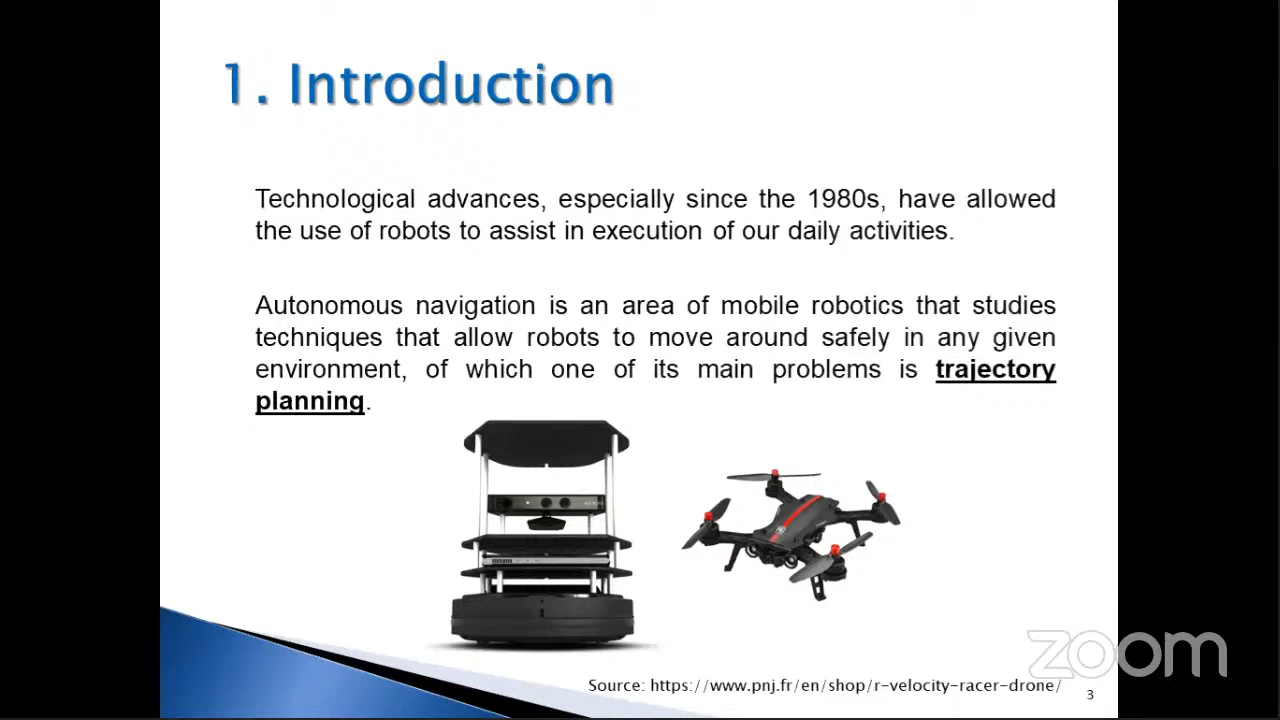 1. Introduction
Technological advances, especially since the 1980s, have allowed
the use of robots to assist in execution of our daily activities.
Autonomous navigation is an area of mobile robotics that studies
techniques that allow robots to move around safely in any given
environment, of which one of its main problems is trajectory
planning.
Source: https://www.pnj.fr/en/shop/r-velocity-racer-drone/
3
zoom